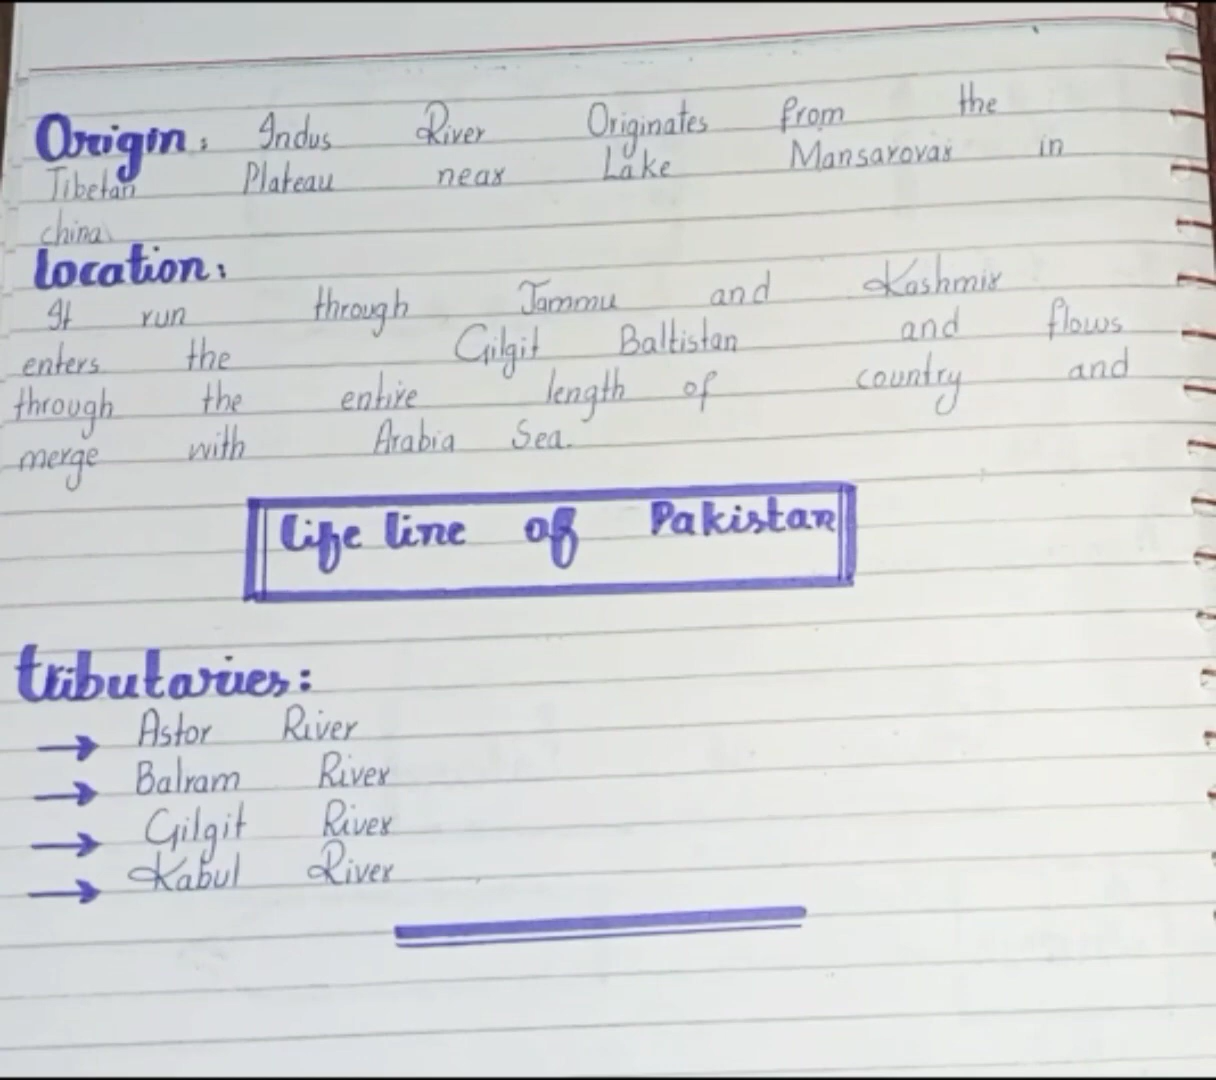 Origin: Indus River Originates from the
Tibetan Plateau near Lake Mansarovar in
china.
location:
It run through Jammu and Kashmir
enters the Gilgit Baltistan and flows
through the entire length of country and
merge with Arabia Sea.
life line of Pakistan
tributaries:
→ Astor River
→ Balram River
→ Gilgit River
→ Kabul River